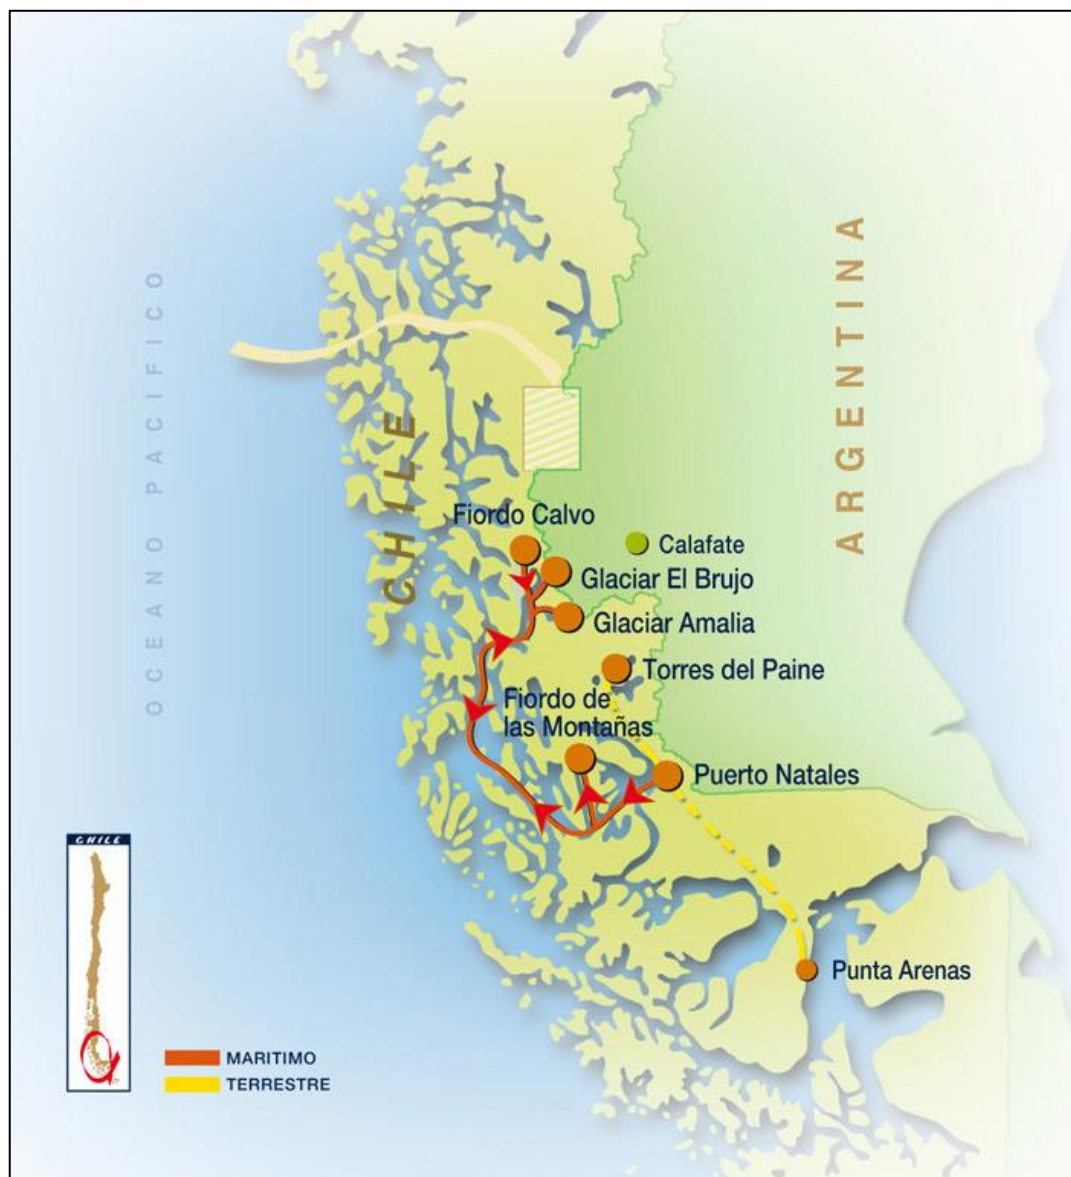 OCEANO PACIFICO
CHILE
ARGENTINA
Fiordo Calvo
Calafate
Glaciar El Brujo
Glaciar Amalia
Torres del Paine
Fiordo de
las Montañas
Puerto Natales
Punta Arenas
CHILE
MARITIMO
TERRESTRE